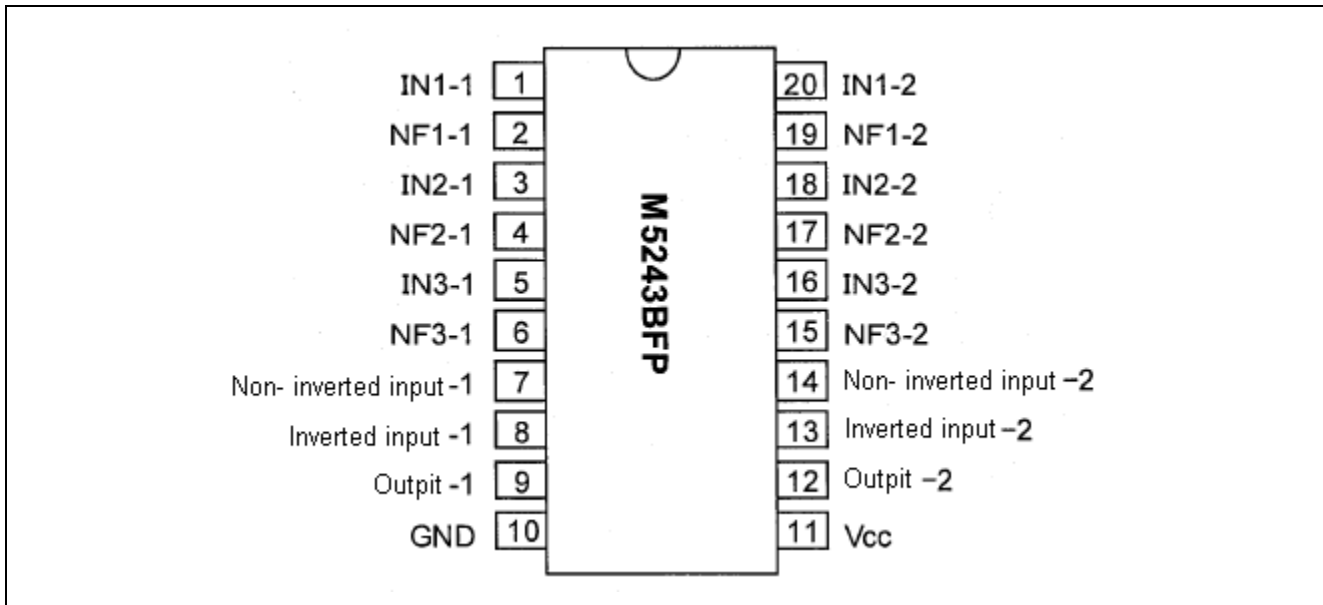 IN1-1 1 20 IN1-2
NF1-1 2 19 NF1-2
IN2-1 3 18 IN2-2
NF2-1 4 17 NF2-2
IN3-1 5 16 IN3-2
NF3-1 6 15 NF3-2
Non- inverted input -1 7 14 Non- inverted input -2
Inverted input -1 8 13 Inverted input -2
Outpit -1 9 12 Outpit -2
GND 10 11 Vcc
M5243BFP